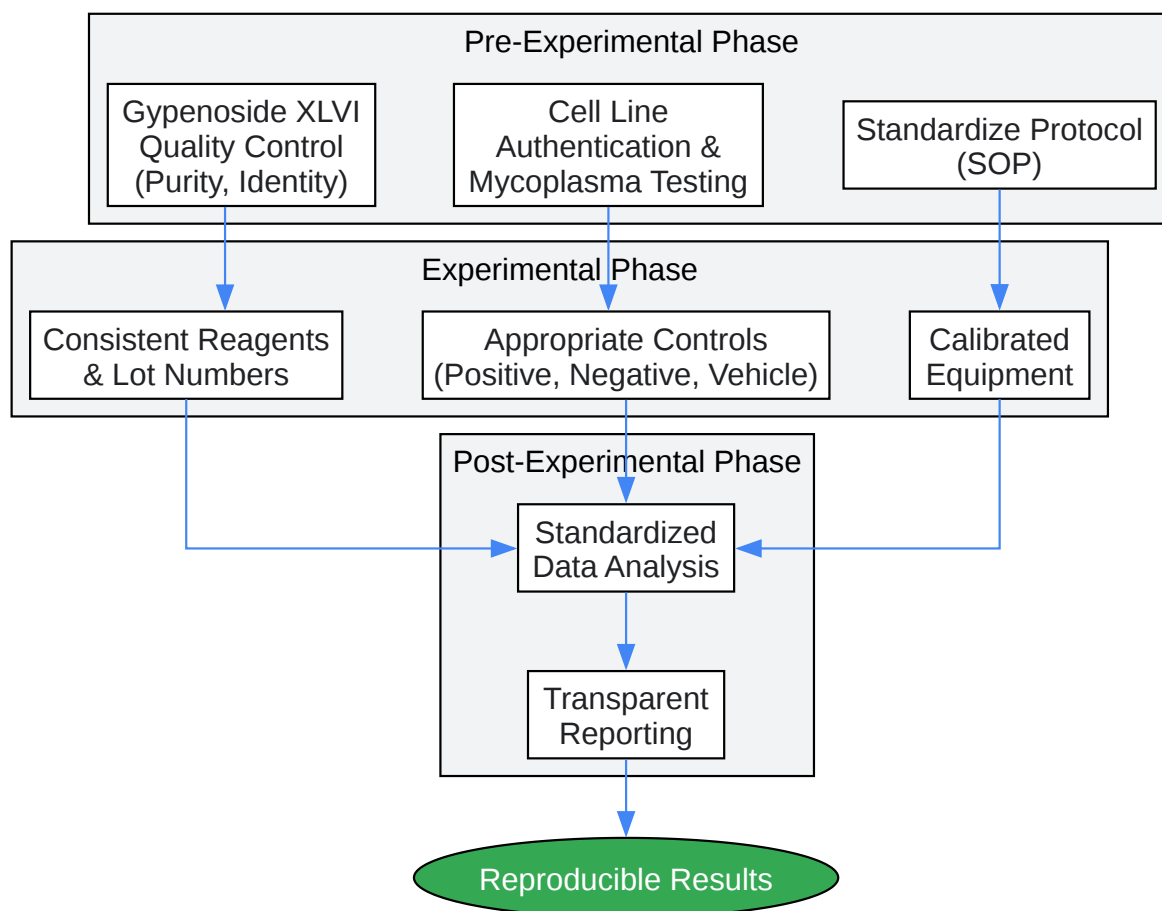 Pre-Experimental Phase
Gypenoside XLVI
Quality Control
(Purity, Identity)
Cell Line
Authentication &
Mycoplasma Testing
Standardize Protocol
(SOP)
Experimental Phase
Consistent Reagents
& Lot Numbers
Appropriate Controls
(Positive, Negative, Vehicle)
Calibrated
Equipment
Post-Experimental Phase
Standardized
Data Analysis
Transparent
Reporting
Reproducible Results